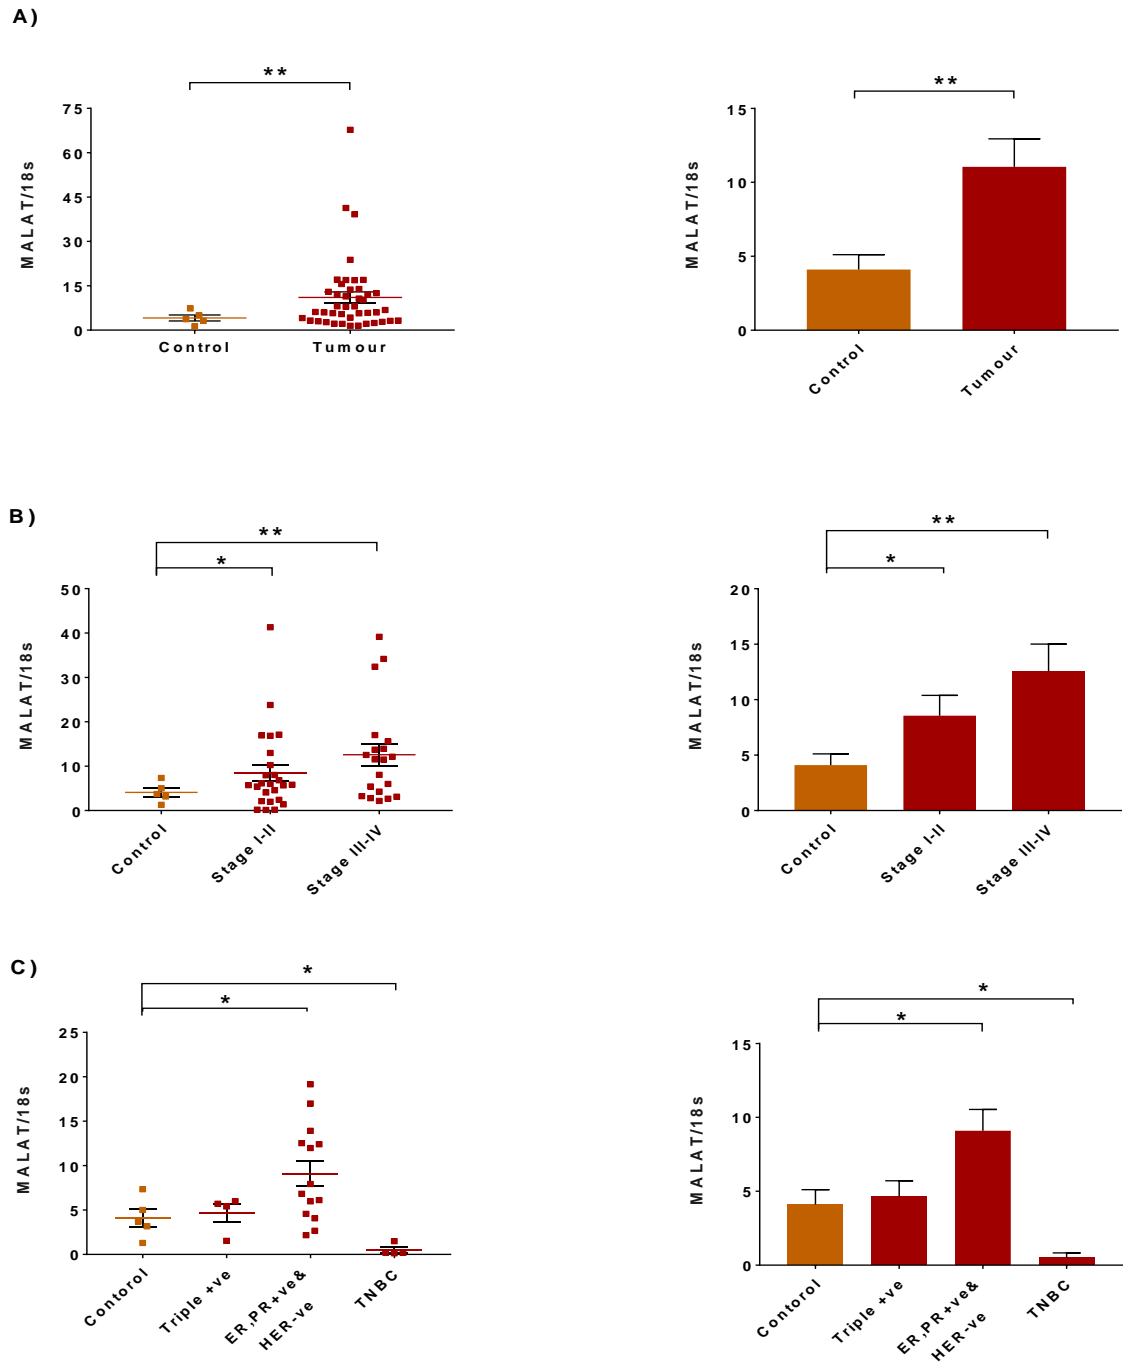 A)
**
75
60
45
30
15
0
MALAT/18s
Control
Tumour
**
15
10
5
0
MALAT/18s
Control
Tumour
B)
**
*
50
40
30
20
10
0
MALAT/18s
Control
Stage I-II
Stage III-IV
**
*
20
15
10
5
0
MALAT/18s
Control
Stage I-II
Stage III-IV
C)
*
*
25
20
15
10
5
0
MALAT/18s
Contorol
Triple +ve
ER,PR+ve&
HER-ve
TNBC
*
*
15
10
5
0
MALAT/18s
Contorol
Triple +ve
ER,PR+ve&
HER-ve
TNBC